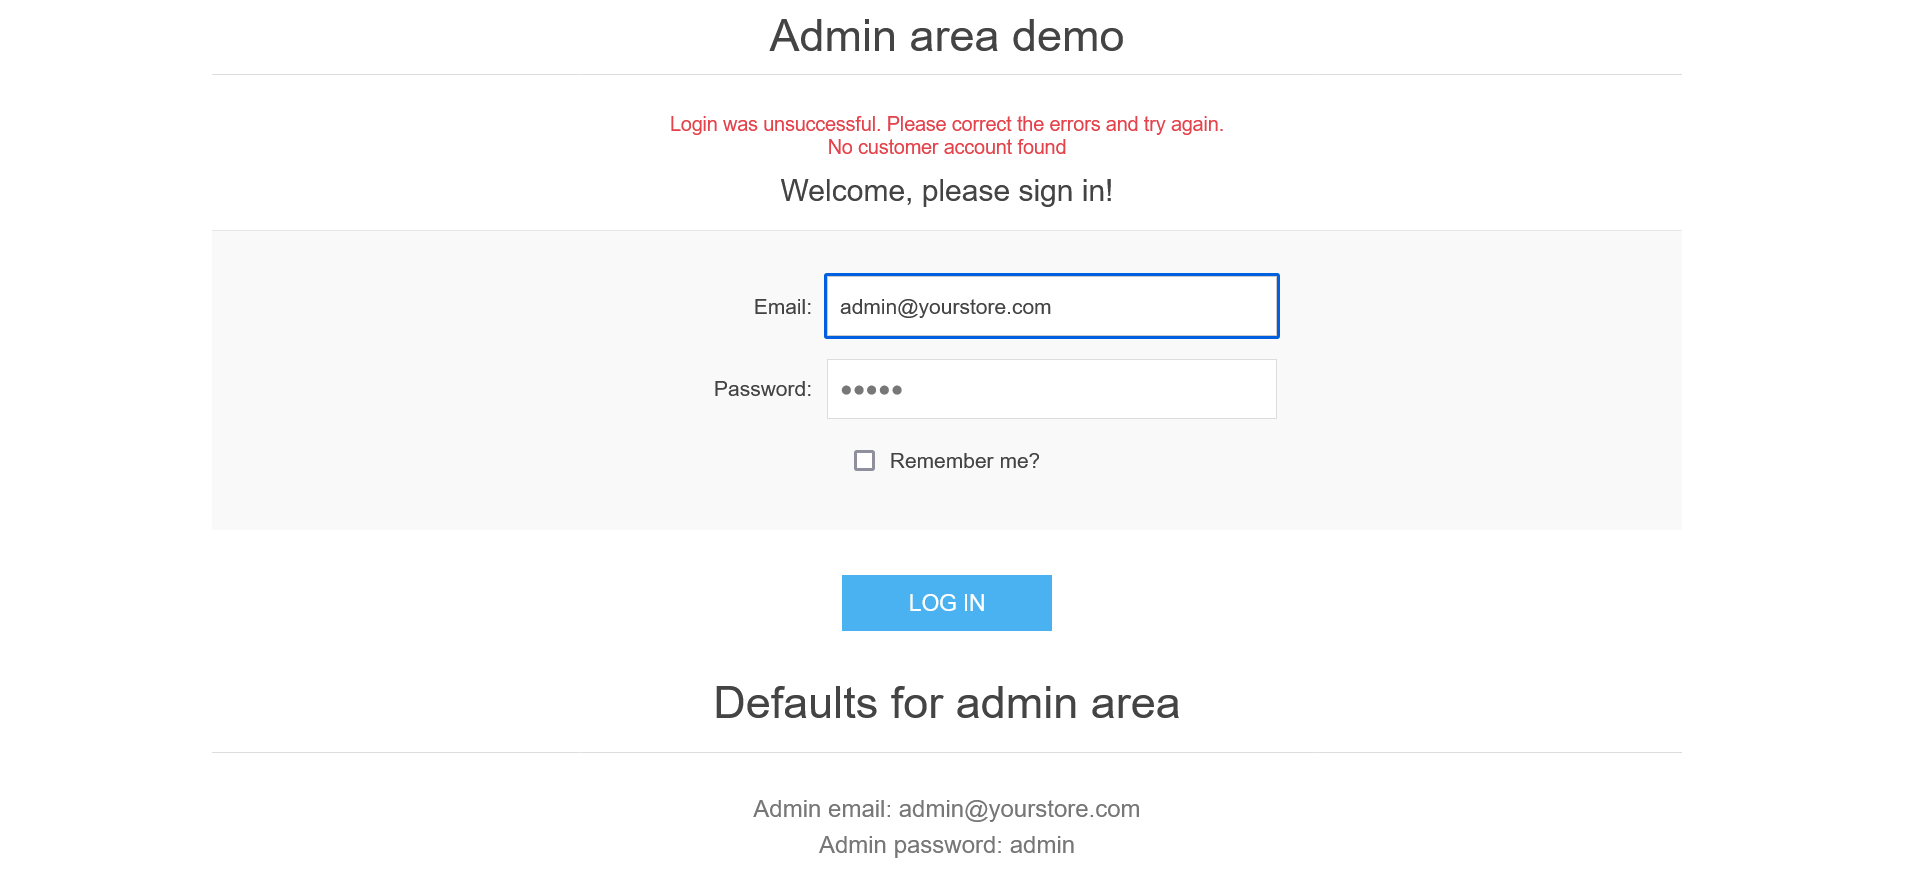 Admin area demo
Login was unsuccessful. Please correct the errors and try again.
No customer account found
Welcome, please sign in!
Email: admin@yourstore.com
Password: ●●●●●
Remember me?
LOG IN
Defaults for admin area
Admin email: admin@yourstore.com
Admin password: admin